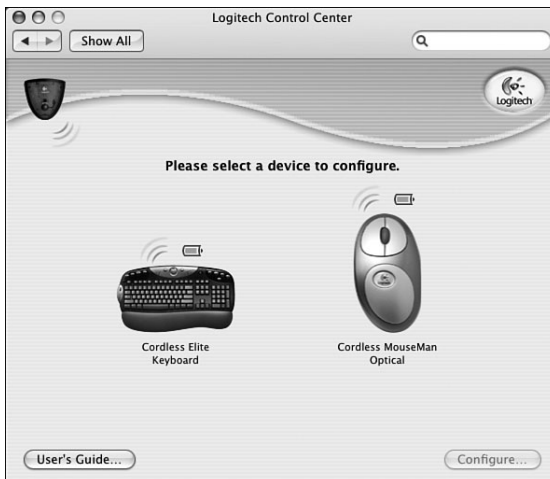 Logitech Control Center
Show All
Logitech
Please select a device to configure.
Cordless Elite
Keyboard
Cordless MouseMan
Optical
User's Guide...
Configure...